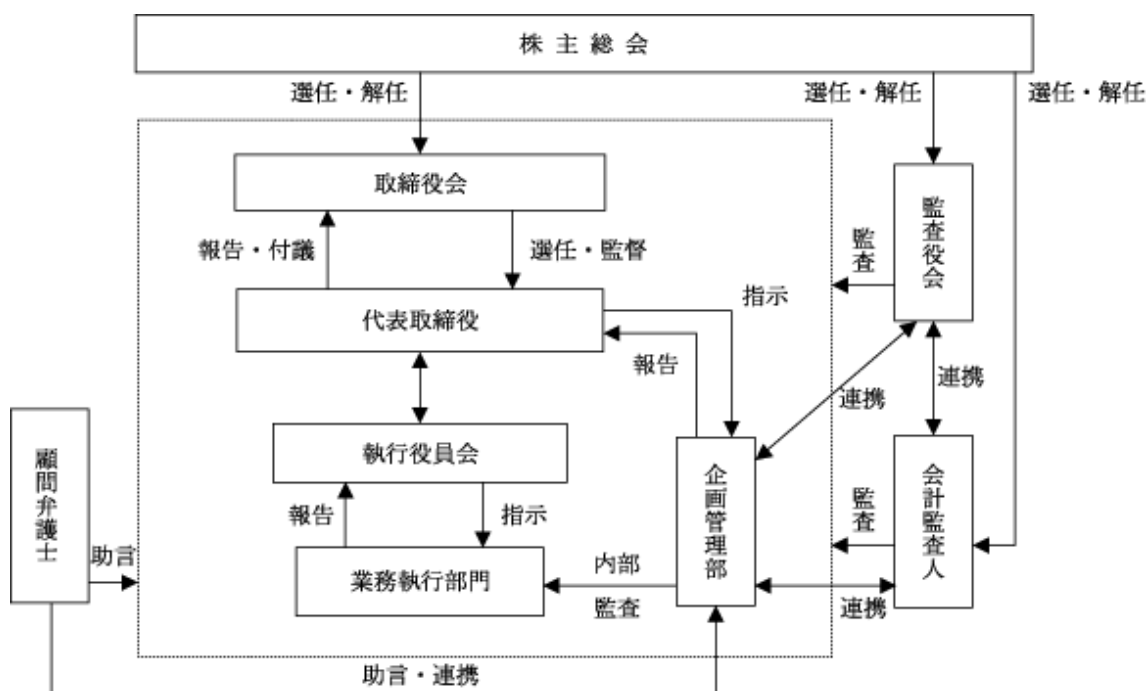 株主総会
選任・解任
選任・解任
選任・解任
取締役会
報告・付議
選任・監督
代表取締役
指示
報告
監査
監査役会
連携
連携
執行役員会
報告
指示
業務執行部門
内部
監査
企画管理部
監査
会計監査人
連携
顧問弁護士
助言
助言・連携